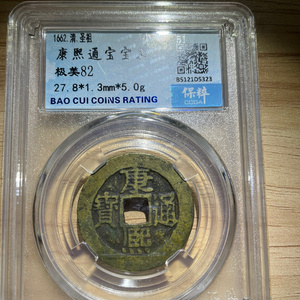 1662.清.圣祖
康熙通宝宝
极美82
27.8*1.3mm*5.0g
BAO CUI COINS RATING
保粹
CCGA
康熙通寶